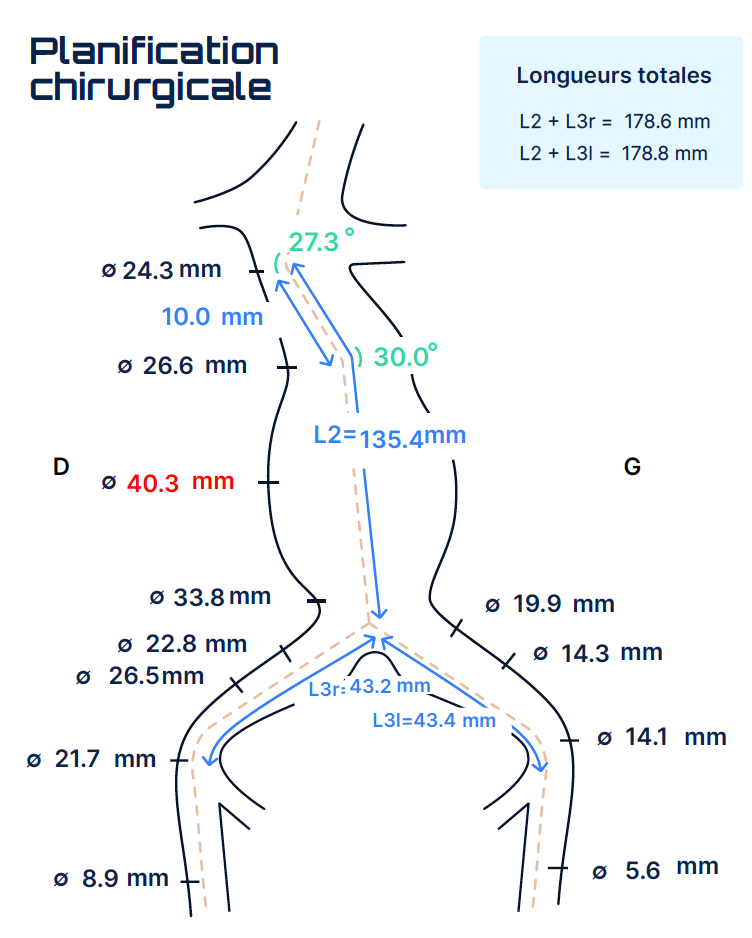 Planification
chirurgicale
Longueurs totales
L2 + L3r = 178.6 mm
L2 + L3l = 178.8 mm
27.3 °
ø 24.3 mm
10.0 mm
30.0°
ø 26.6 mm
L2=135.4mm
D
G
ø 40.3 mm
ø 33.8 mm
ø 19.9 mm
ø 22.8 mm
ø 14.3 mm
ø 26.5mm
L3r=43.2 mm
L3l=43.4 mm
ø 14.1 mm
ø 21.7 mm
ø 5.6 mm
ø 8.9 mm